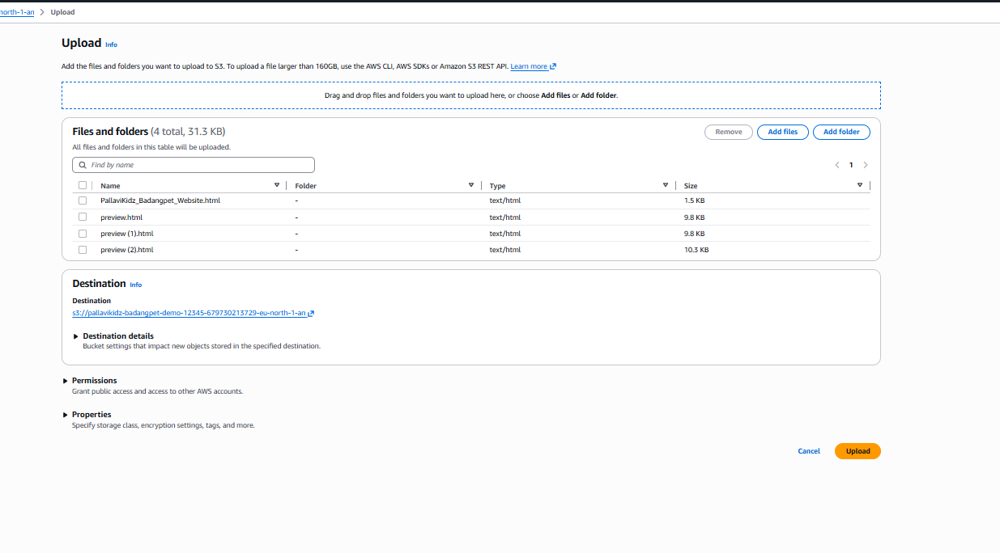 north-1-an > Upload
Upload Info
Add the files and folders you want to upload to S3. To upload a file larger than 160GB, use the AWS CLI, AWS SDKs or Amazon S3 REST API. Learn more
Drag and drop files and folders you want to upload here, or choose Add files or Add folder.
Files and folders (4 total, 31.3 KB)
Remove Add files Add folder
All files and folders in this table will be uploaded.
Find by name
1
Name Folder Type Size
PallaviKidz_Badangpet_Website.html - text/html 1.5 KB
preview.html - text/html 9.8 KB
preview (1).html - text/html 9.8 KB
preview (2).html - text/html 10.3 KB
Destination Info
Destination
s3://pallavikidz-badangpet-demo-12345-679730213729-eu-north-1-an
Destination details
Bucket settings that impact new objects stored in the specified destination.
Permissions
Grant public access and access to other AWS accounts.
Properties
Specify storage class, encryption settings, tags, and more.
Cancel Upload